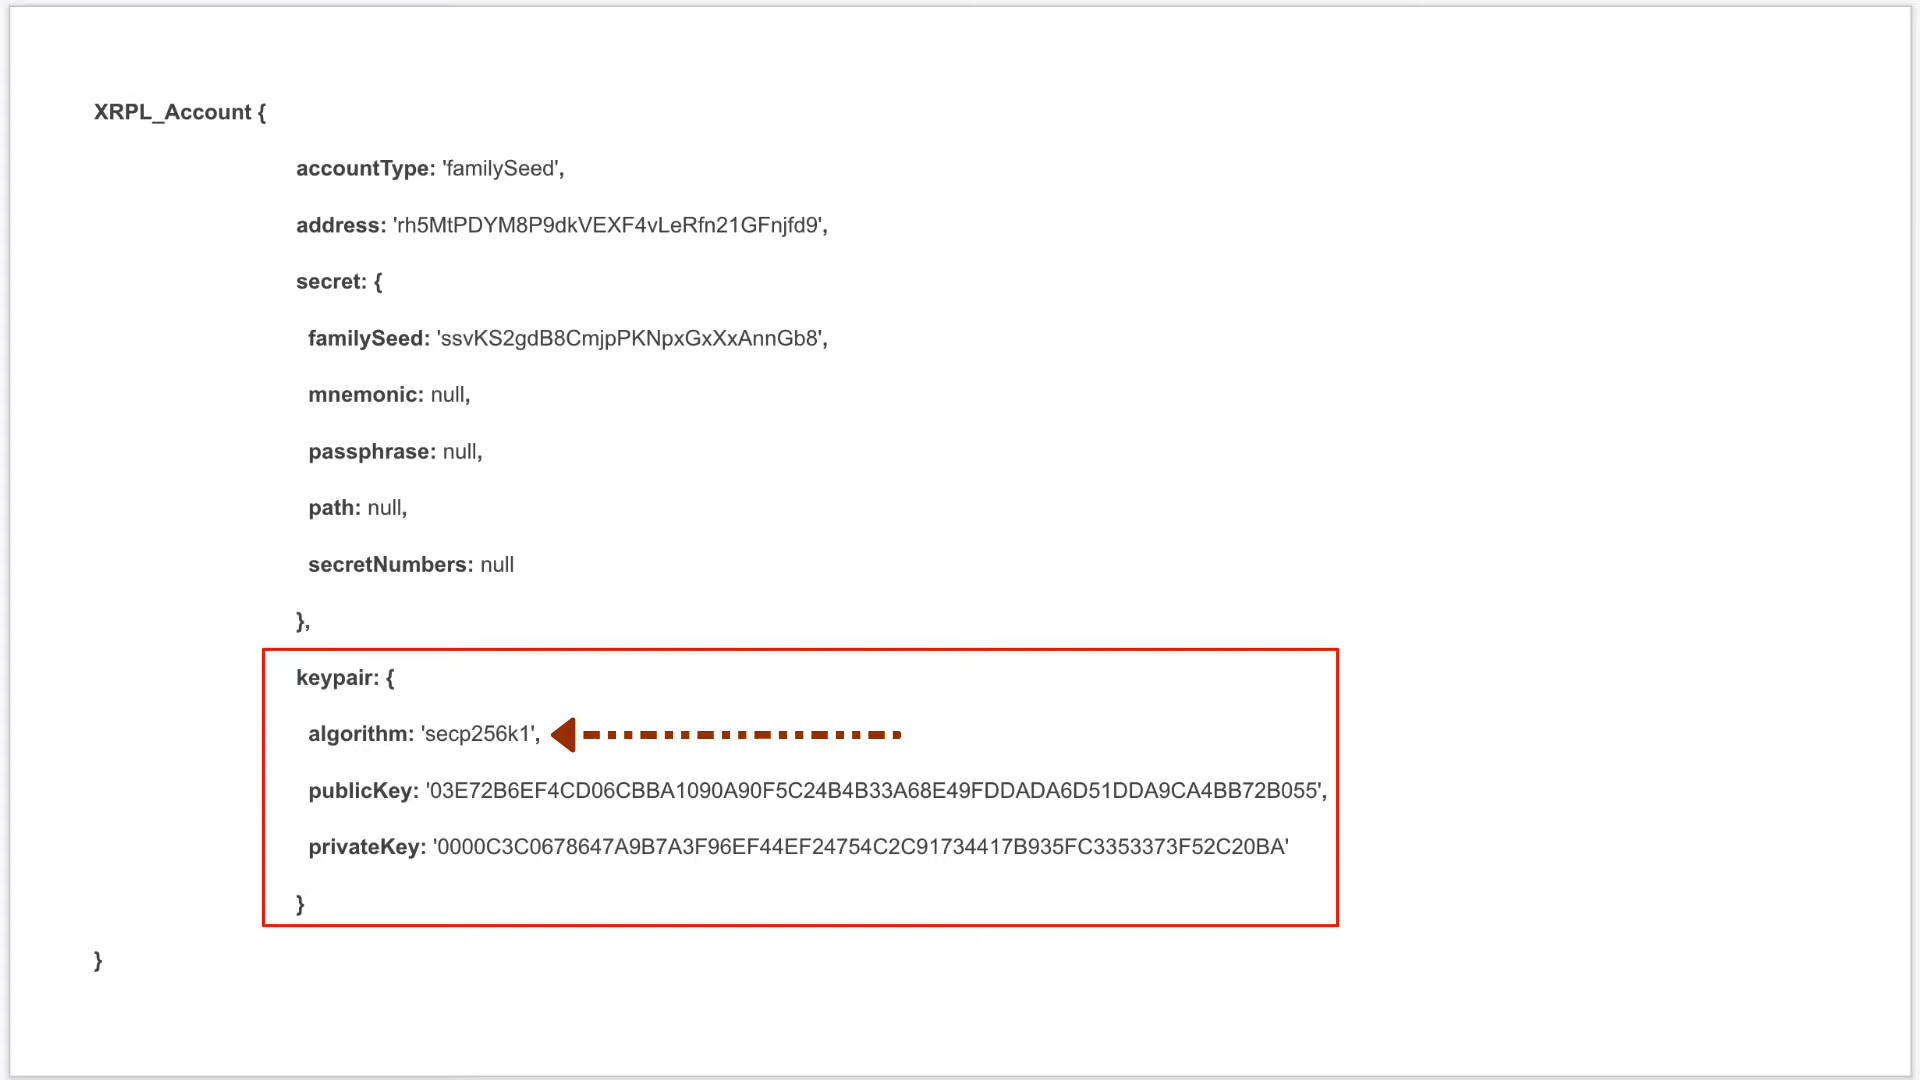 XRPL_Account {
accountType: 'familySeed',
address: 'rh5MtPDYM8P9dkVEXF4vLeRfn21GFnjfd9',
secret: {
familySeed: 'ssvKS2gdB8CmjpPKNpxGxXxAnnGb8',
mnemonic: null,
passphrase: null,
path: null,
secretNumbers: null
},
keypair: {
algorithm: 'secp256k1',
publicKey: '03E72B6EF4CD06CBBA1090A90F5C24B4B33A68E49FDDADA6D51DDA9CA4BB72B055',
privateKey: '0000C3C0678647A9B7A3F96EF44EF24754C2C91734417B935FC3353373F52C20BA'
}
}